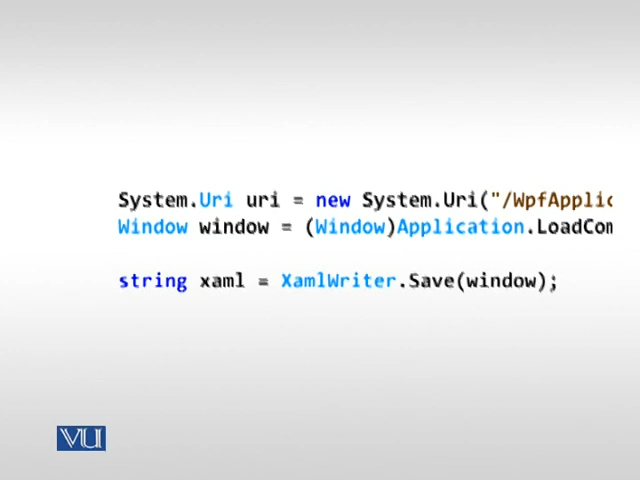 System.Uri uri = new System.Uri("/WpfApplic
Window window = (Window)Application.LoadCom
string xaml = XamlWriter.Save(window);
VU